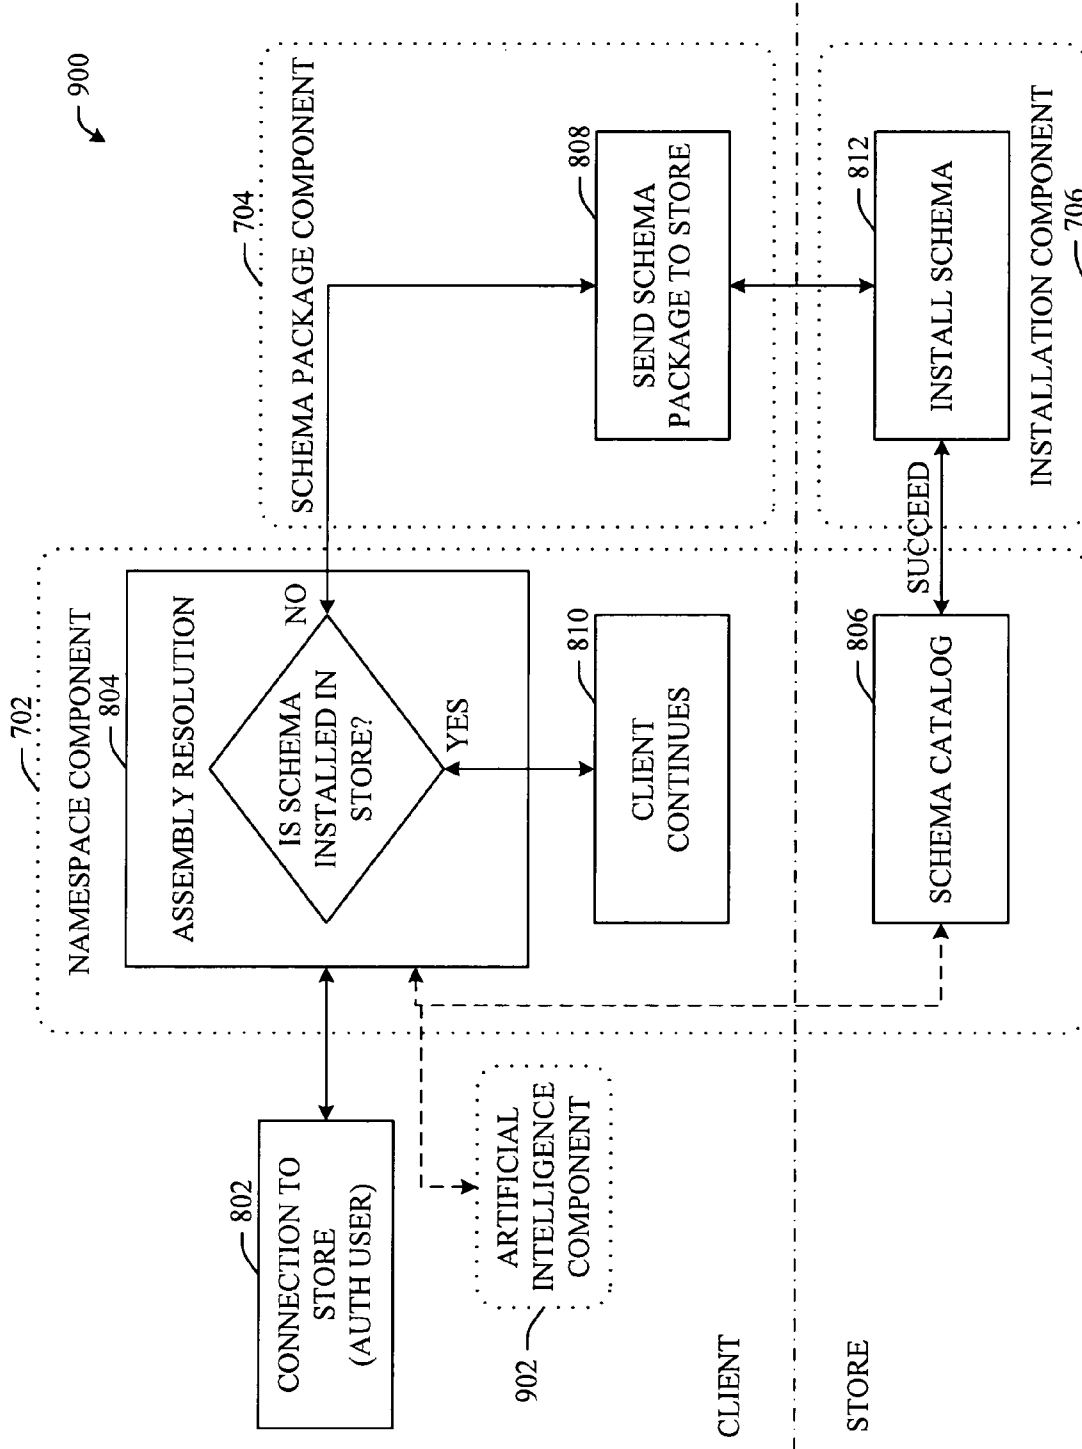 900
702
NAMESPACE COMPONENT
804
ASSEMBLY RESOLUTION
IS SCHEMA
INSTALLED IN
STORE?
NO
YES
704
SCHEMA PACKAGE COMPONENT
802
CONNECTION TO
STORE
(AUTH USER)
902
ARTIFICIAL
INTELLIGENCE
COMPONENT
810
CLIENT
CONTINUES
808
SEND SCHEMA
PACKAGE TO STORE
CLIENT
STORE
806
SCHEMA CATALOG
SUCCEED
812
INSTALL SCHEMA
INSTALLATION COMPONENT
706